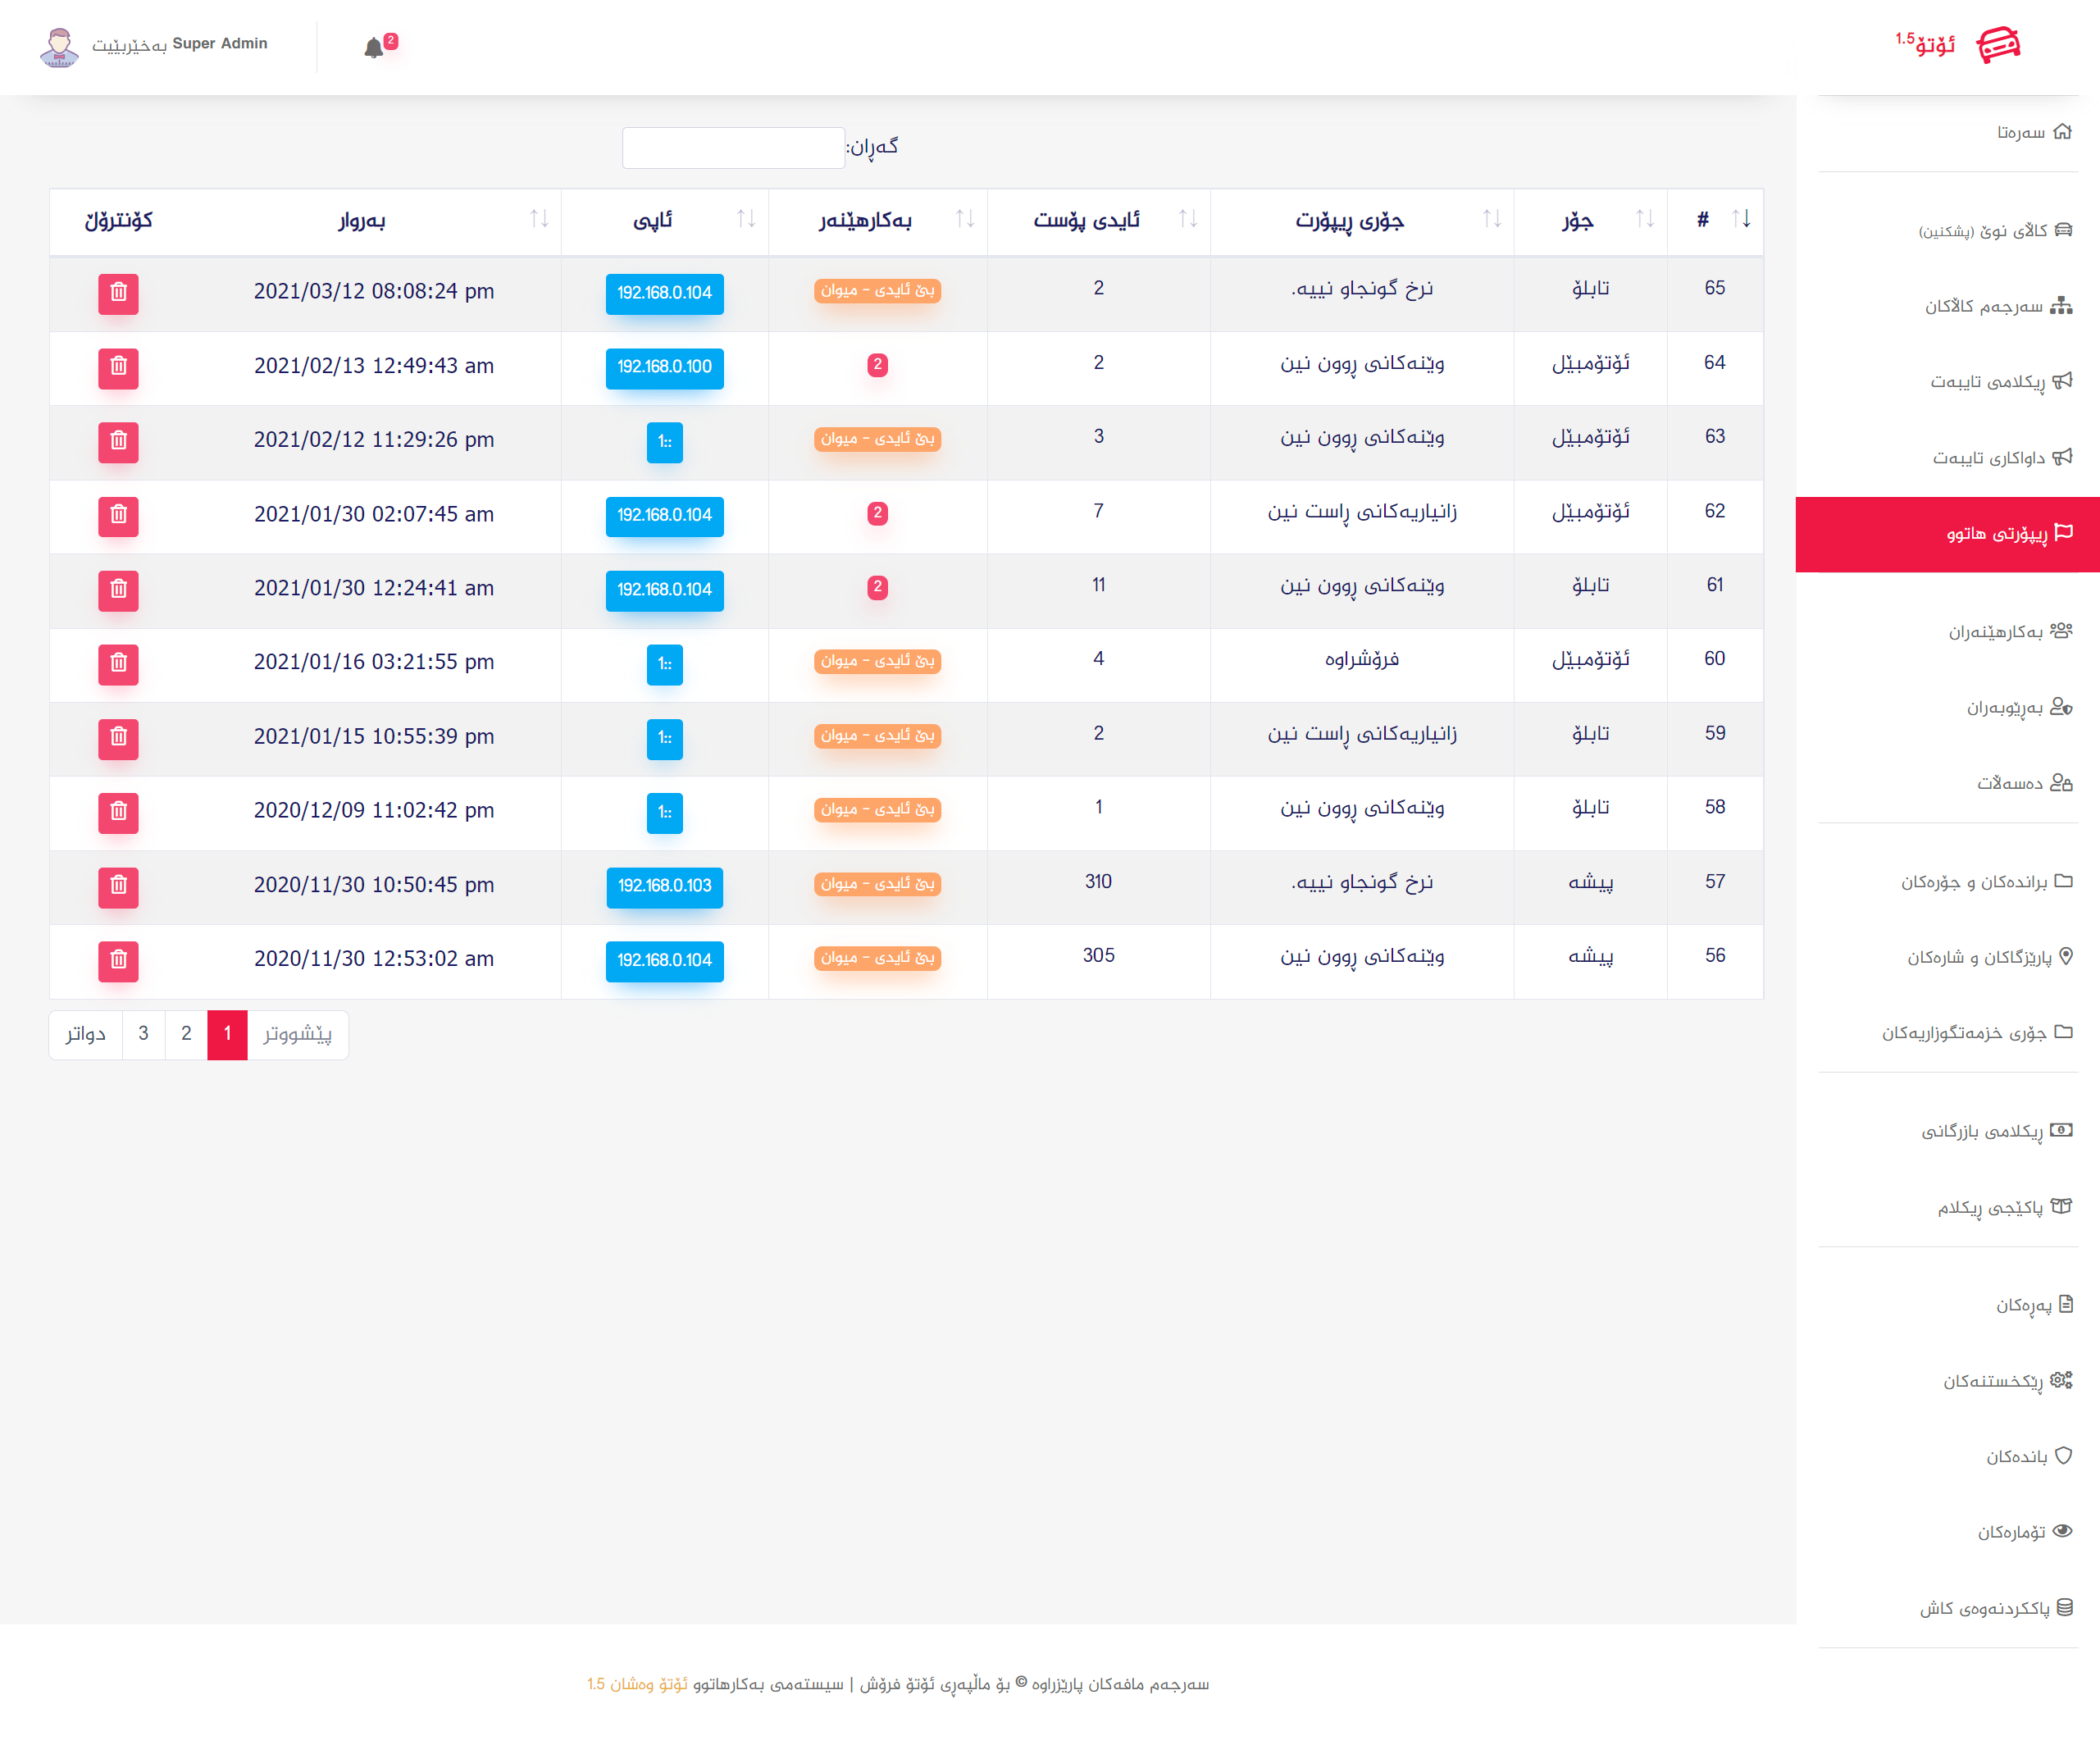 ئۆتۆ1.5
بەخێربێیت Super Admin
2
سەرەتا
کاڵای نوێ (پشکنین)
سەرجەم کاڵاکان
ڕیکلامی تایبەت
داواکاری تایبەت
ڕیپۆرتی هاتوو
بەکارهێنەران
بەڕێوبەران
دەسەڵات
براندەکان و جۆرەکان
پارێزگاکان و شارەکان
جۆری خزمەتگوزاریەکان
ڕیکلامی بازرگانی
پاکێجی ڕیکلام
پەڕەکان
ڕێکخستنەکان
باندەکان
تۆمارەکان
پاککردنەوەی کاش
گەڕان:
# جۆر جۆری ڕیپۆرت ئایدی پۆست بەکارهێنەر ئاپی بەروار کۆنترۆڵ
65 تابلۆ نرخ گونجاو نییە. 2 بێ ئایدی - میوان 192.168.0.104 2021/03/12 08:08:24 pm
64 ئۆتۆمبێل وێنەکانی ڕوون نین 2 2 192.168.0.100 2021/02/13 12:49:43 am
63 ئۆتۆمبێل وێنەکانی ڕوون نین 3 بێ ئایدی - میوان ::1 2021/02/12 11:29:26 pm
62 ئۆتۆمبێل زانیاریەکانی ڕاست نین 7 2 192.168.0.104 2021/01/30 02:07:45 am
61 تابلۆ وێنەکانی ڕوون نین 11 2 192.168.0.104 2021/01/30 12:24:41 am
60 ئۆتۆمبێل فرۆشراوە 4 بێ ئایدی - میوان ::1 2021/01/16 03:21:55 pm
59 تابلۆ زانیاریەکانی ڕاست نین 2 بێ ئایدی - میوان ::1 2021/01/15 10:55:39 pm
58 تابلۆ وێنەکانی ڕوون نین 1 بێ ئایدی - میوان ::1 2020/12/09 11:02:42 pm
57 پیشە نرخ گونجاو نییە. 310 بێ ئایدی - میوان 192.168.0.103 2020/11/30 10:50:45 pm
56 پیشە وێنەکانی ڕوون نین 305 بێ ئایدی - میوان 192.168.0.104 2020/11/30 12:53:02 am
پێشووتر 1 2 3 دواتر
سەرجەم مافەکان پارێزراوە © بۆ ماڵپەڕی ئۆتۆ فرۆش | سیستەمی بەکارهاتوو ئۆتۆ وەشان 1.5